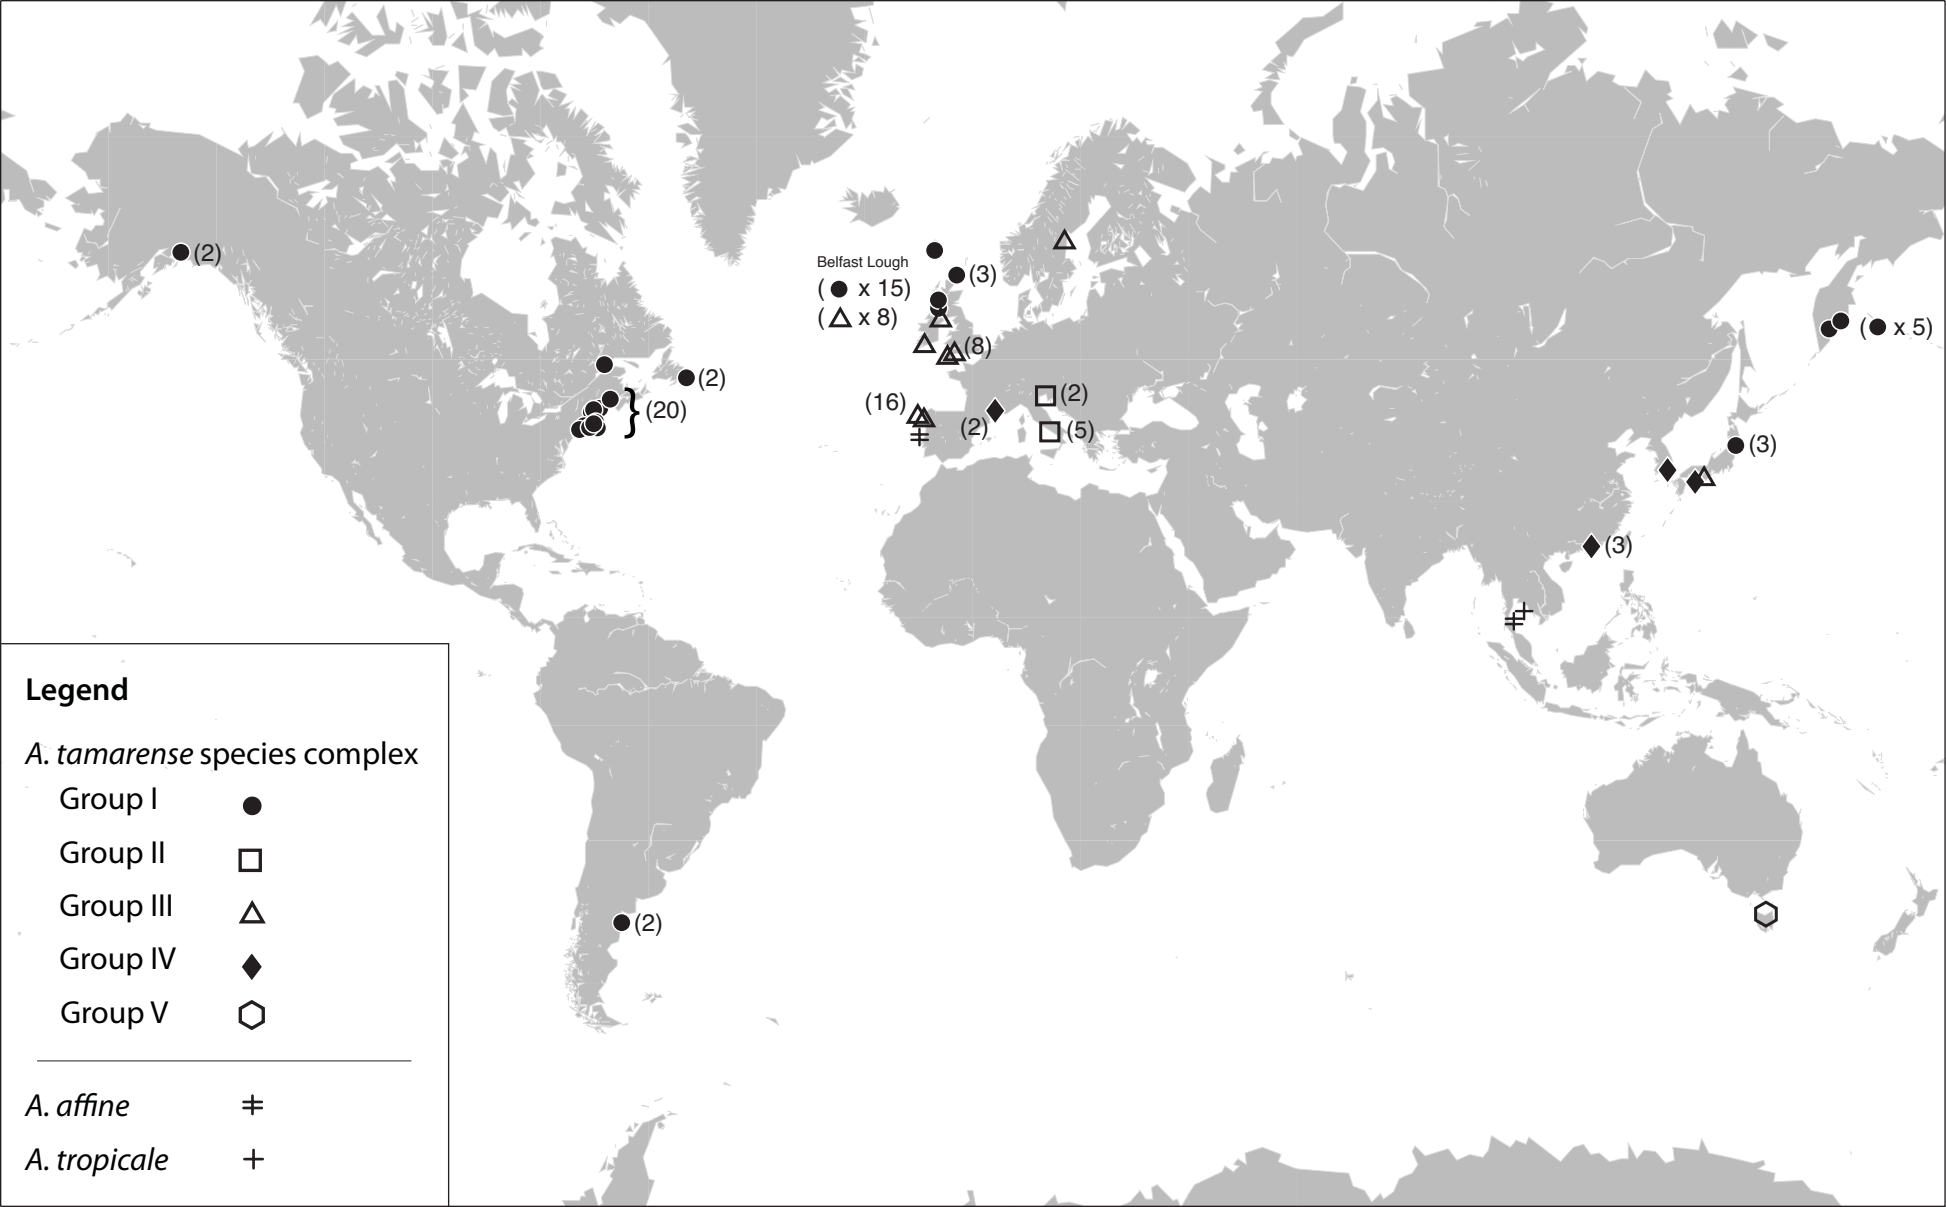 (2)
Belfast Lough
( x 15)
( x 8)
(3)
(8)
( x 5)
(2)
(20)
(16)
(2)
(2)
(5)
(3)
(3)
(2)
Legend
A. tamarense species complex
Group I
Group II
Group III
Group IV
Group V
A. affine
A. tropicale